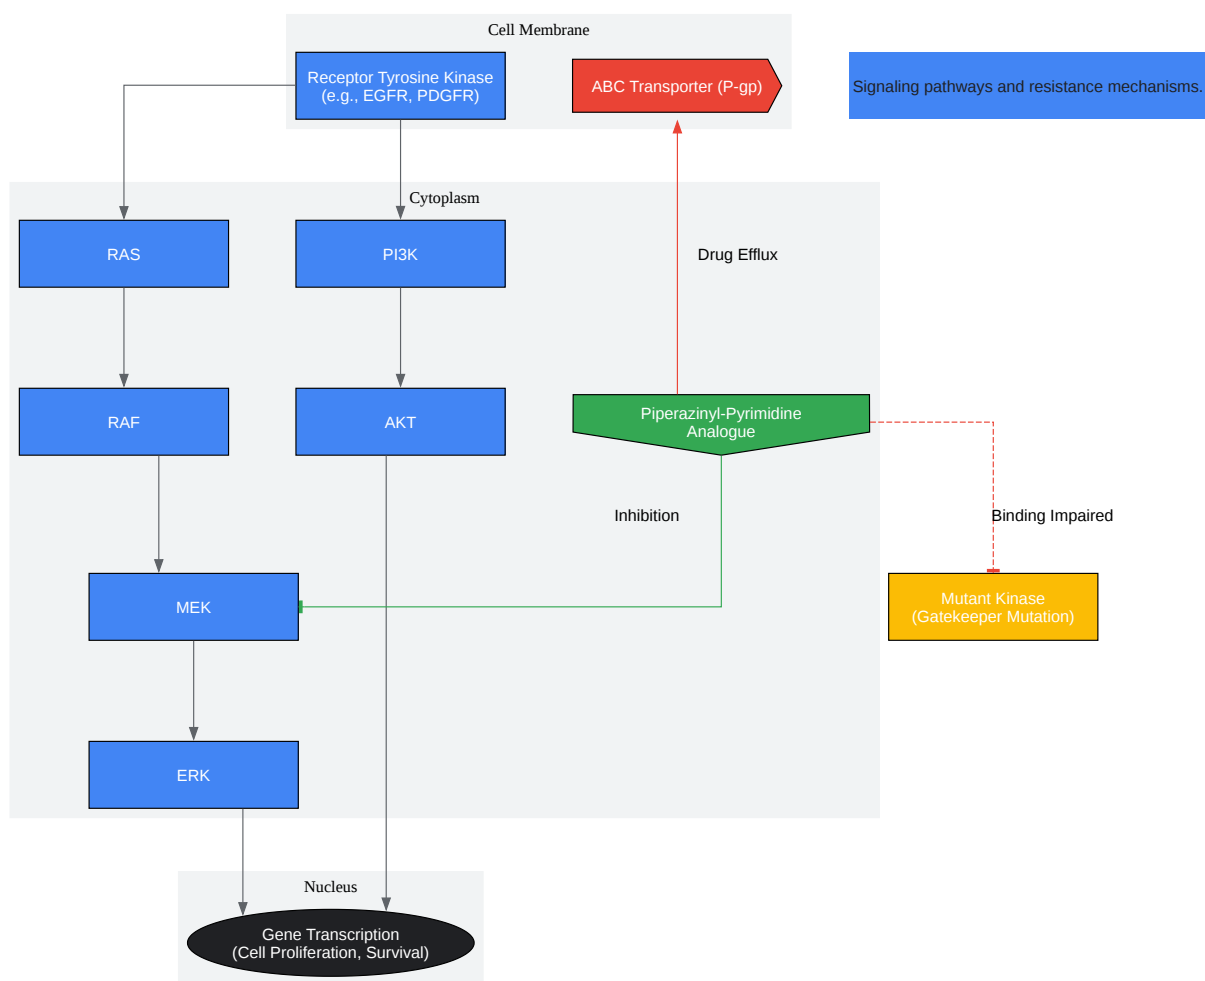 Cell Membrane
Receptor Tyrosine Kinase
(e.g., EGFR, PDGFR)
ABC Transporter (P-gp)
Signaling pathways and resistance mechanisms.
Cytoplasm
RAS
PI3K
Drug Efflux
RAF
AKT
Piperazinyl-Pyrimidine
Analogue
Inhibition
Binding Impaired
MEK
Mutant Kinase
(Gatekeeper Mutation)
ERK
Nucleus
Gene Transcription
(Cell Proliferation, Survival)